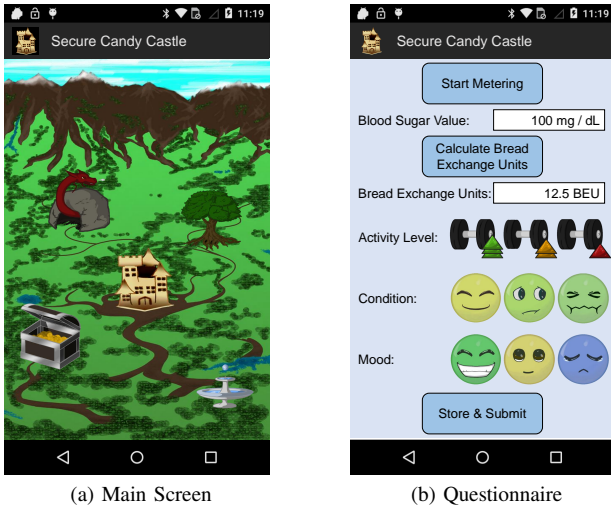 11:19
Secure Candy Castle
(a) Main Screen
11:19
Secure Candy Castle
Start Metering
Blood Sugar Value: 100 mg / dL
Calculate Bread
Exchange Units
Bread Exchange Units: 12.5 BEU
Activity Level:
Condition:
Mood:
Store & Submit
(b) Questionnaire